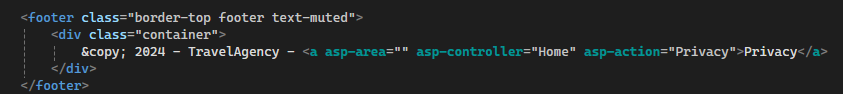 <footer class="border-top footer text-muted">
<div class="container">
&copy; 2024 - TravelAgency - <a asp-area="" asp-controller="Home" asp-action="Privacy">Privacy</a>
</div>
</footer>